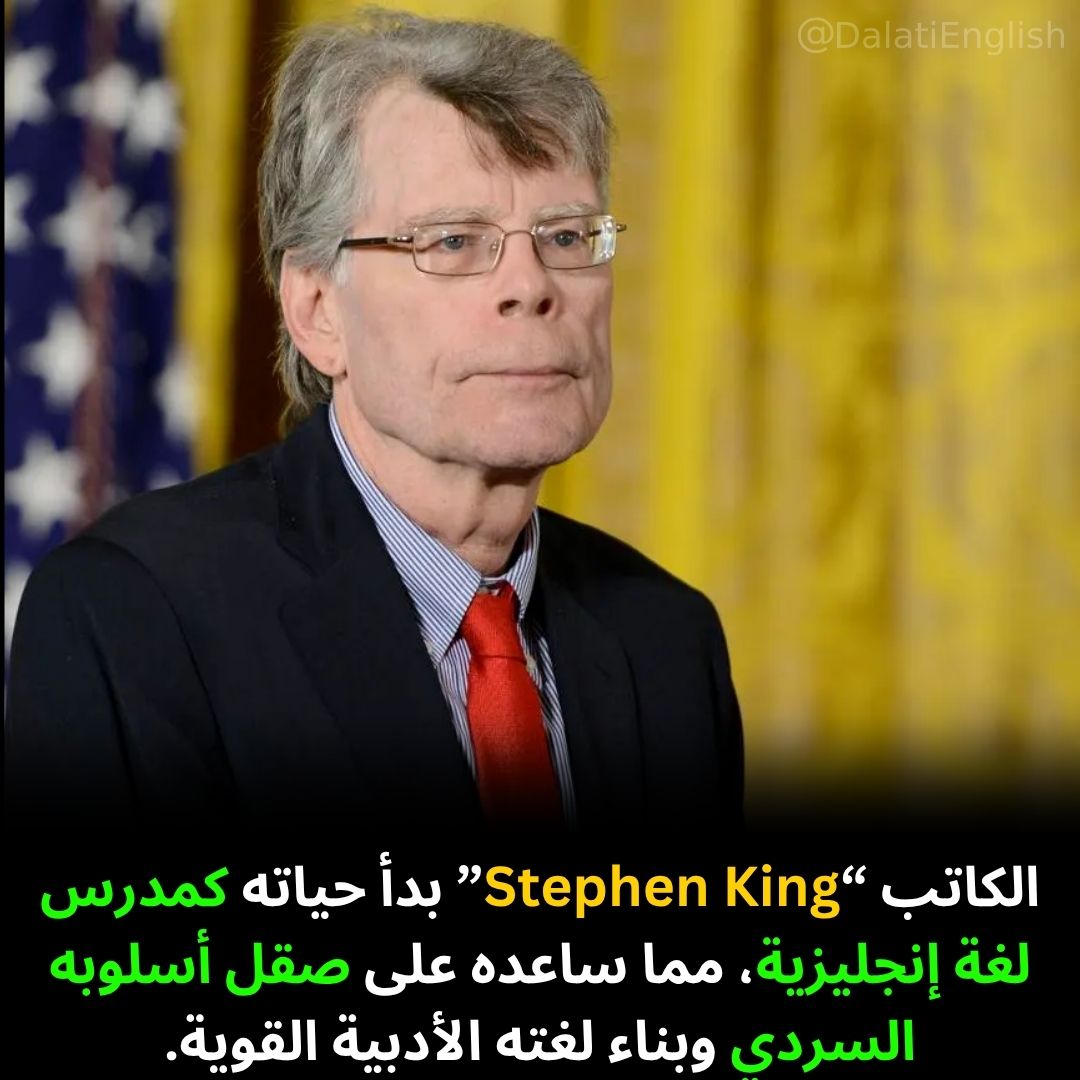 @DalatiEnglish
الكاتب “Stephen King” بدأ حياته كمدرس
لغة إنجليزية، مما ساعده على صقل أسلوبه
السردي وبناء لغته الأدبية القوية.